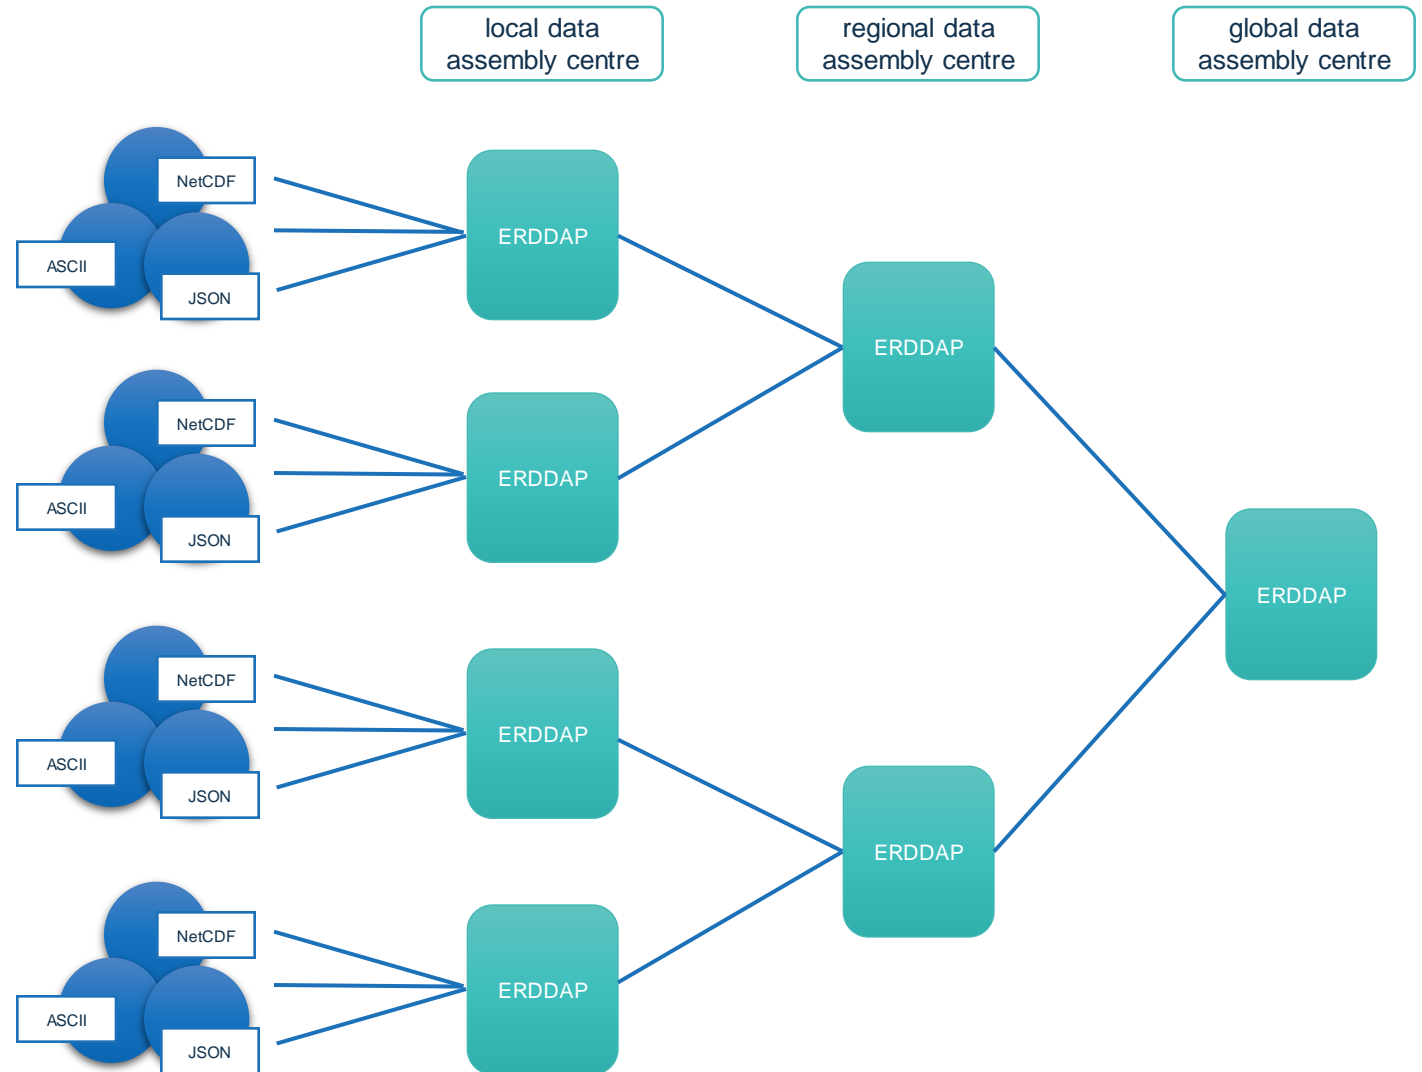 local data
assembly centre
regional data
assembly centre
global data
assembly centre
NetCDF
ASCII
JSON
ERDDAP
ERDDAP
NetCDF
ASCII
JSON
ERDDAP
ERDDAP
NetCDF
ASCII
JSON
ERDDAP
ERDDAP
NetCDF
ASCII
JSON
ERDDAP